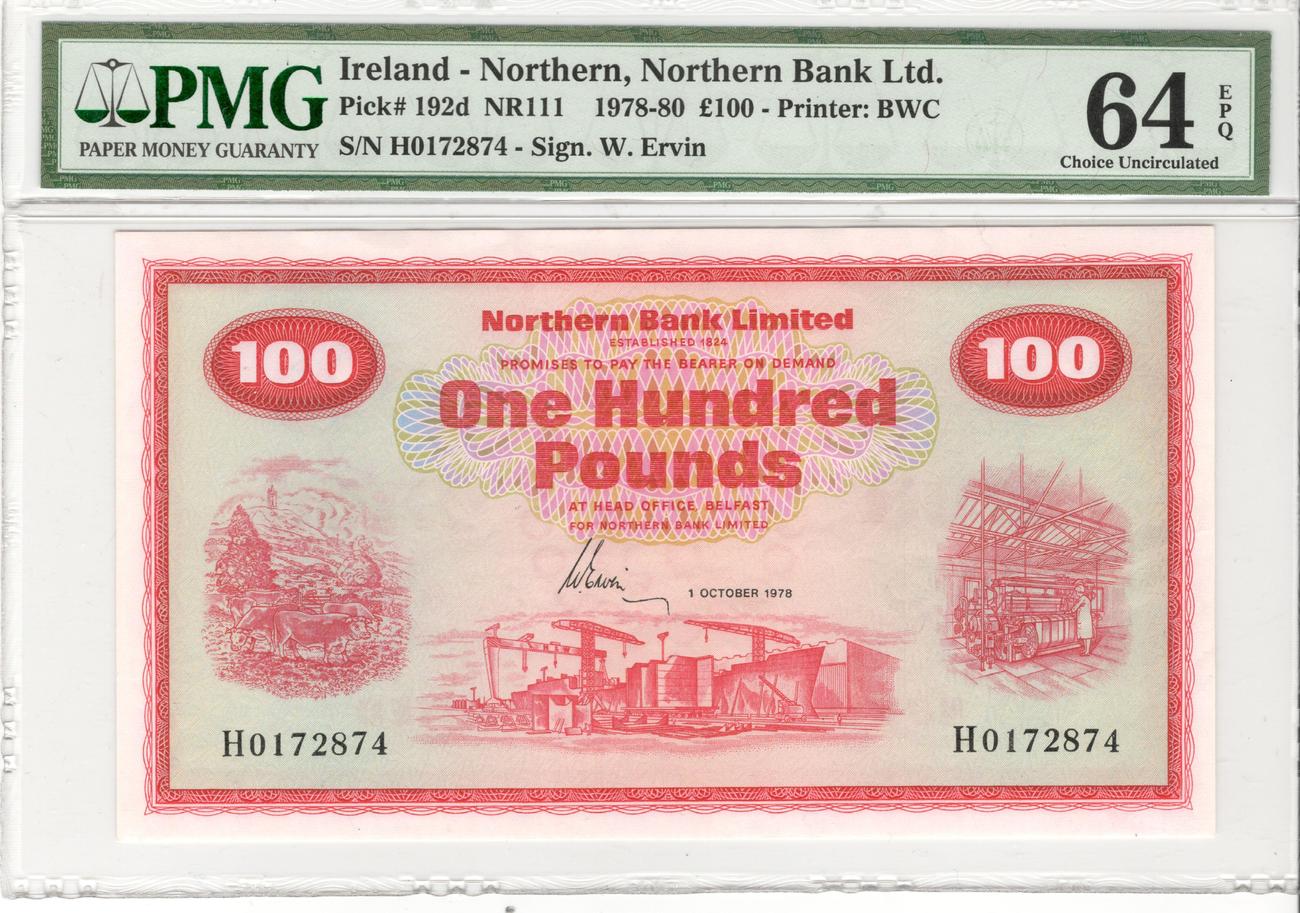 PMG
PAPER MONEY GUARANTY
Ireland - Northern, Northern Bank Ltd.
Pick# 192d NR111 1978-80 £100 - Printer: BWC
S/N H0172874 - Sign. W. Ervin
64
EPQ
Choice Uncirculated
100
100
Northern Bank Limited
ESTABLISHED 1824
PROMISES TO PAY THE BEARER ON DEMAND
One Hundred
Pounds
AT HEAD OFFICE, BELFAST
FOR NORTHERN BANK LIMITED
W. Ervin
1 OCTOBER 1978
H0172874
H0172874